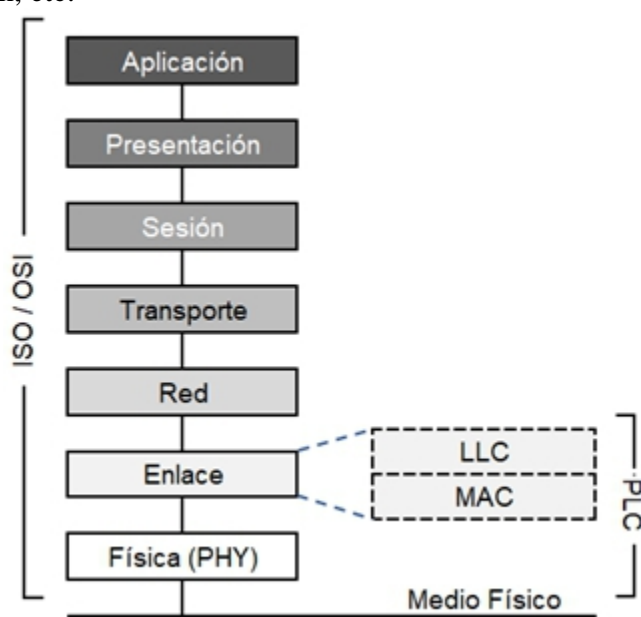 Aplicación
Presentación
Sesión
Transporte
Red
Enlace
Física (PHY)
ISO / OSI
LLC
MAC
PLC
Medio Físico